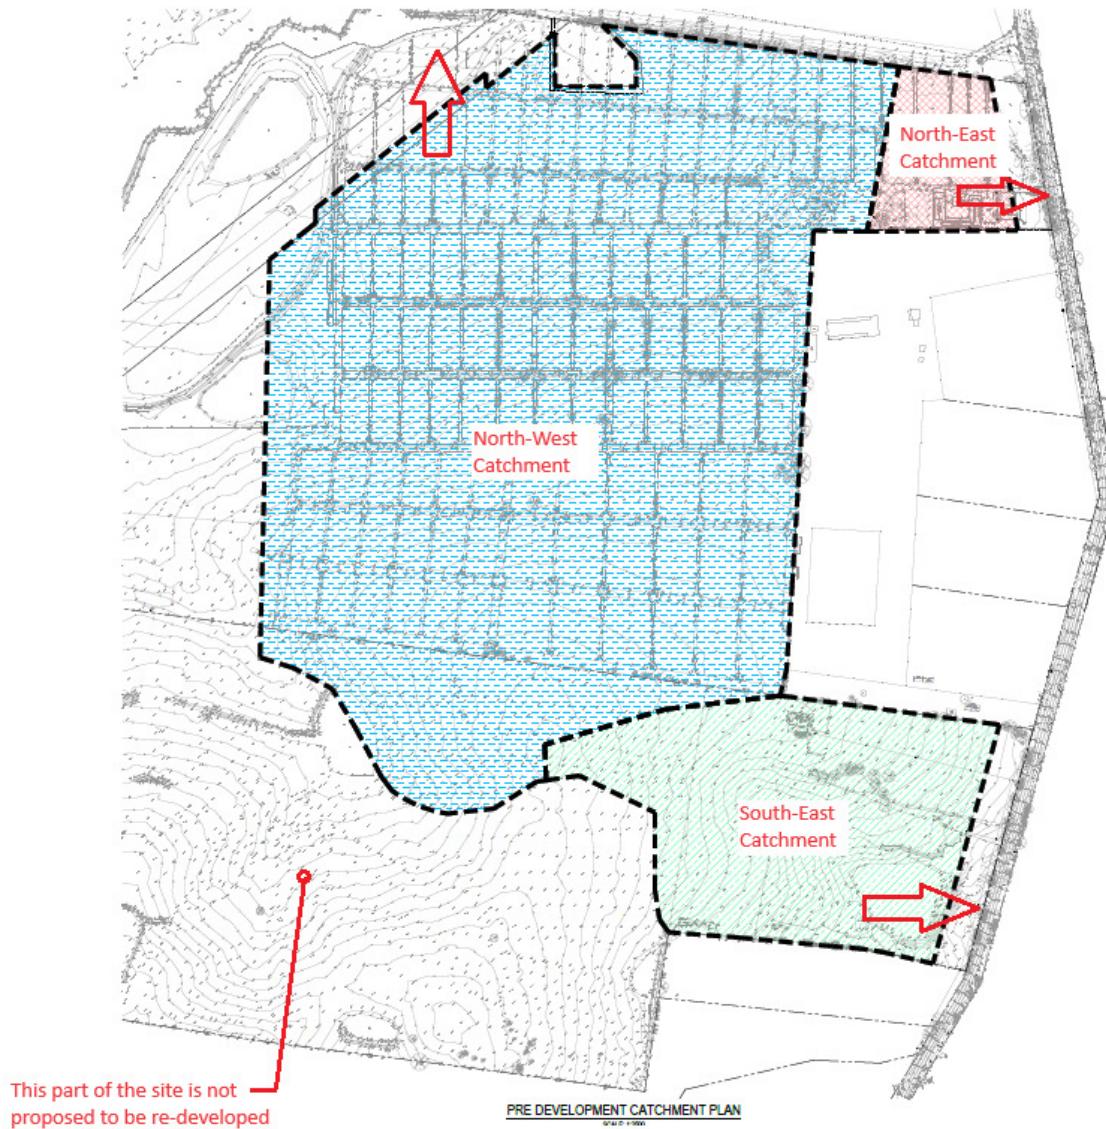 North-East
Catchment
North-West
Catchment
South-East
Catchment
This part of the site is not
proposed to be re-developed
PRE DEVELOPMENT CATCHMENT PLAN